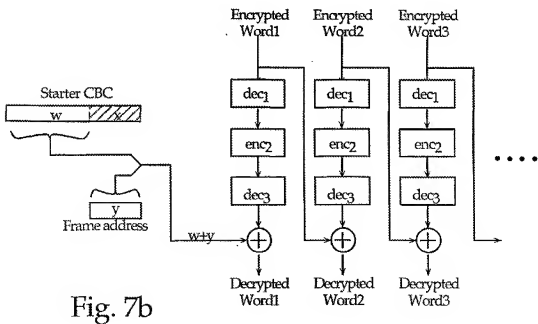 Encrypted Word1
Encrypted Word2
Encrypted Word3
Starter CBC
w
x
dec1
dec1
dec1
enc2
enc2
enc2
dec3
dec3
dec3
y
Frame address
w+y
Decrypted Word1
Decrypted Word2
Decrypted Word3
Fig. 7b